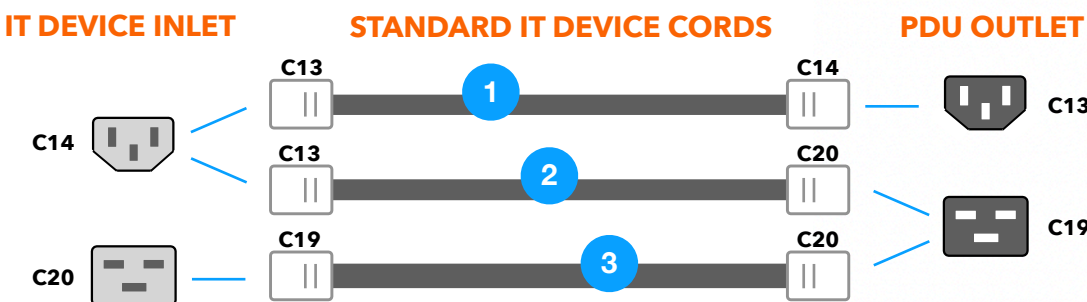 IT DEVICE INLET
STANDARD IT DEVICE CORDS
PDU OUTLET
C13
C14
1
C14
C13
C13
C20
2
C19
C19
C20
3
C20